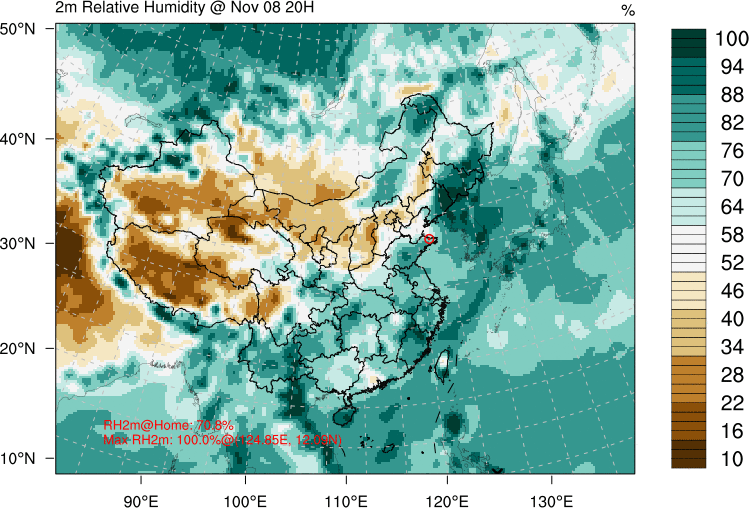 2m Relative Humidity @ Nov 08 20H
%
50°N
40°N
30°N
20°N
10°N
90°E
100°E
110°E
120°E
130°E
100
94
88
82
76
70
64
58
52
46
40
34
28
22
16
10
RH2m@Home: 70.8%
Max RH2m: 100.0%@(124.85E, 12.09N)